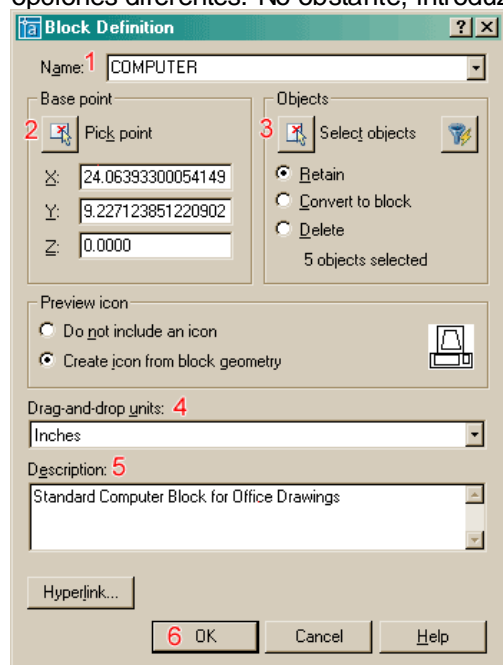 opciones diferentes. No obstante, introduz
Block Definition
Name: 1 COMPUTER
Base point
2 Pick point
X: 24.06393300054149
Y: 9.227123851220902
Z: 0.0000
Objects
3 Select objects
Retain
Convert to block
Delete
5 objects selected
Preview icon
Do not include an icon
Create icon from block geometry
Drag-and-drop units: 4
Inches
Description: 5
Standard Computer Block for Office Drawings
Hyperlink...
6 OK Cancel Help